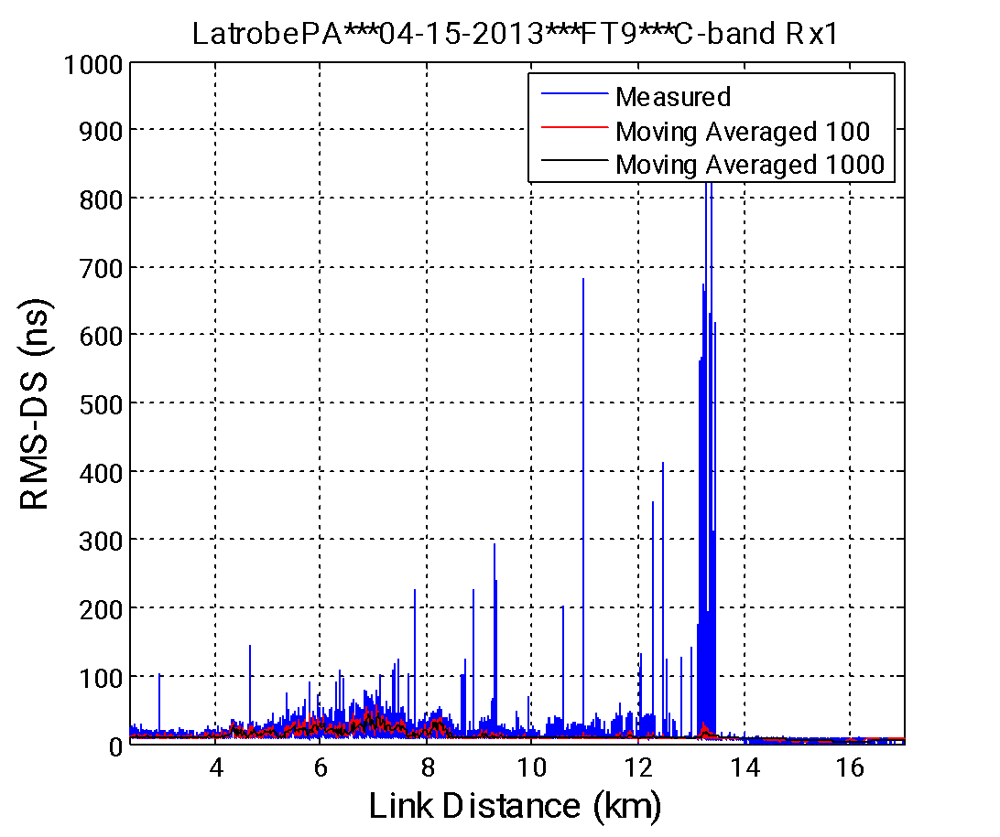 LatrobePA***04-15-2013***FT9***C-band Rx1
1000
900
800
700
600
500
400
300
200
100
0
RMS-DS (ns)
Measured
Moving Averaged 100
Moving Averaged 1000
4 6 8 10 12 14 16
Link Distance (km)